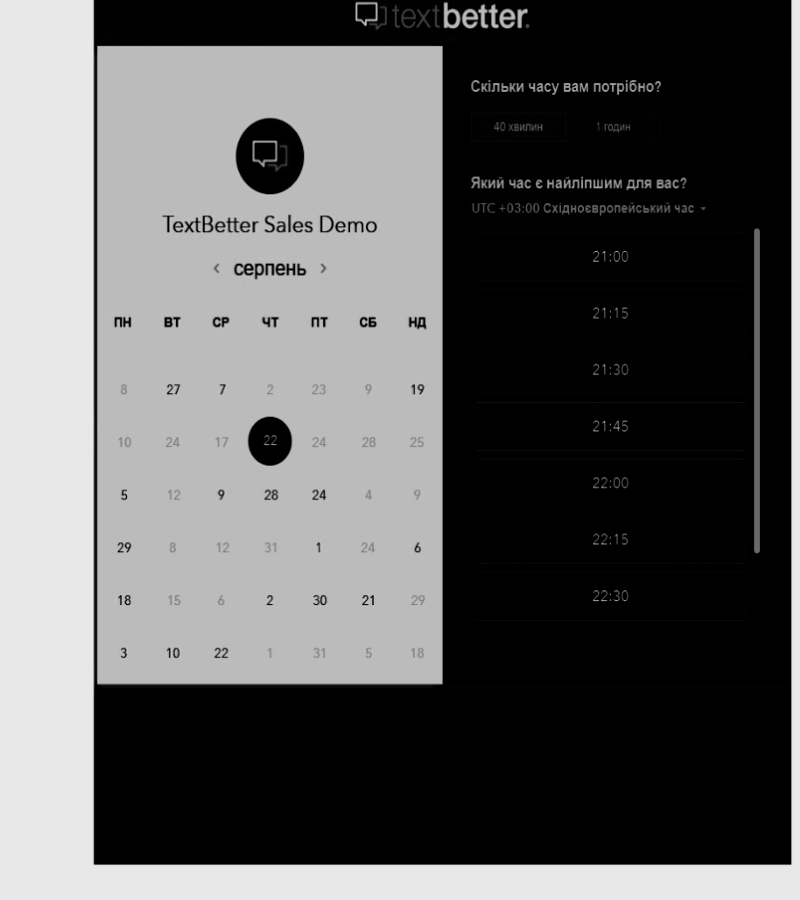 textbetter.
TextBetter Sales Demo
< серпень >
ПН ВТ СР ЧТ ПТ СБ НД
8 27 7 2 23 9 19
10 24 17 22 24 28 25
5 12 9 28 24 4 9
29 8 12 31 1 24 6
18 15 6 2 30 21 29
3 10 22 1 31 5 18
Скільки часу вам потрібно?
40 хвилин 1 годин
Який час є найліпшим для вас?
UTC +03:00 Східноєвропейський час
21:00
21:15
21:30
21:45
22:00
22:15
22:30